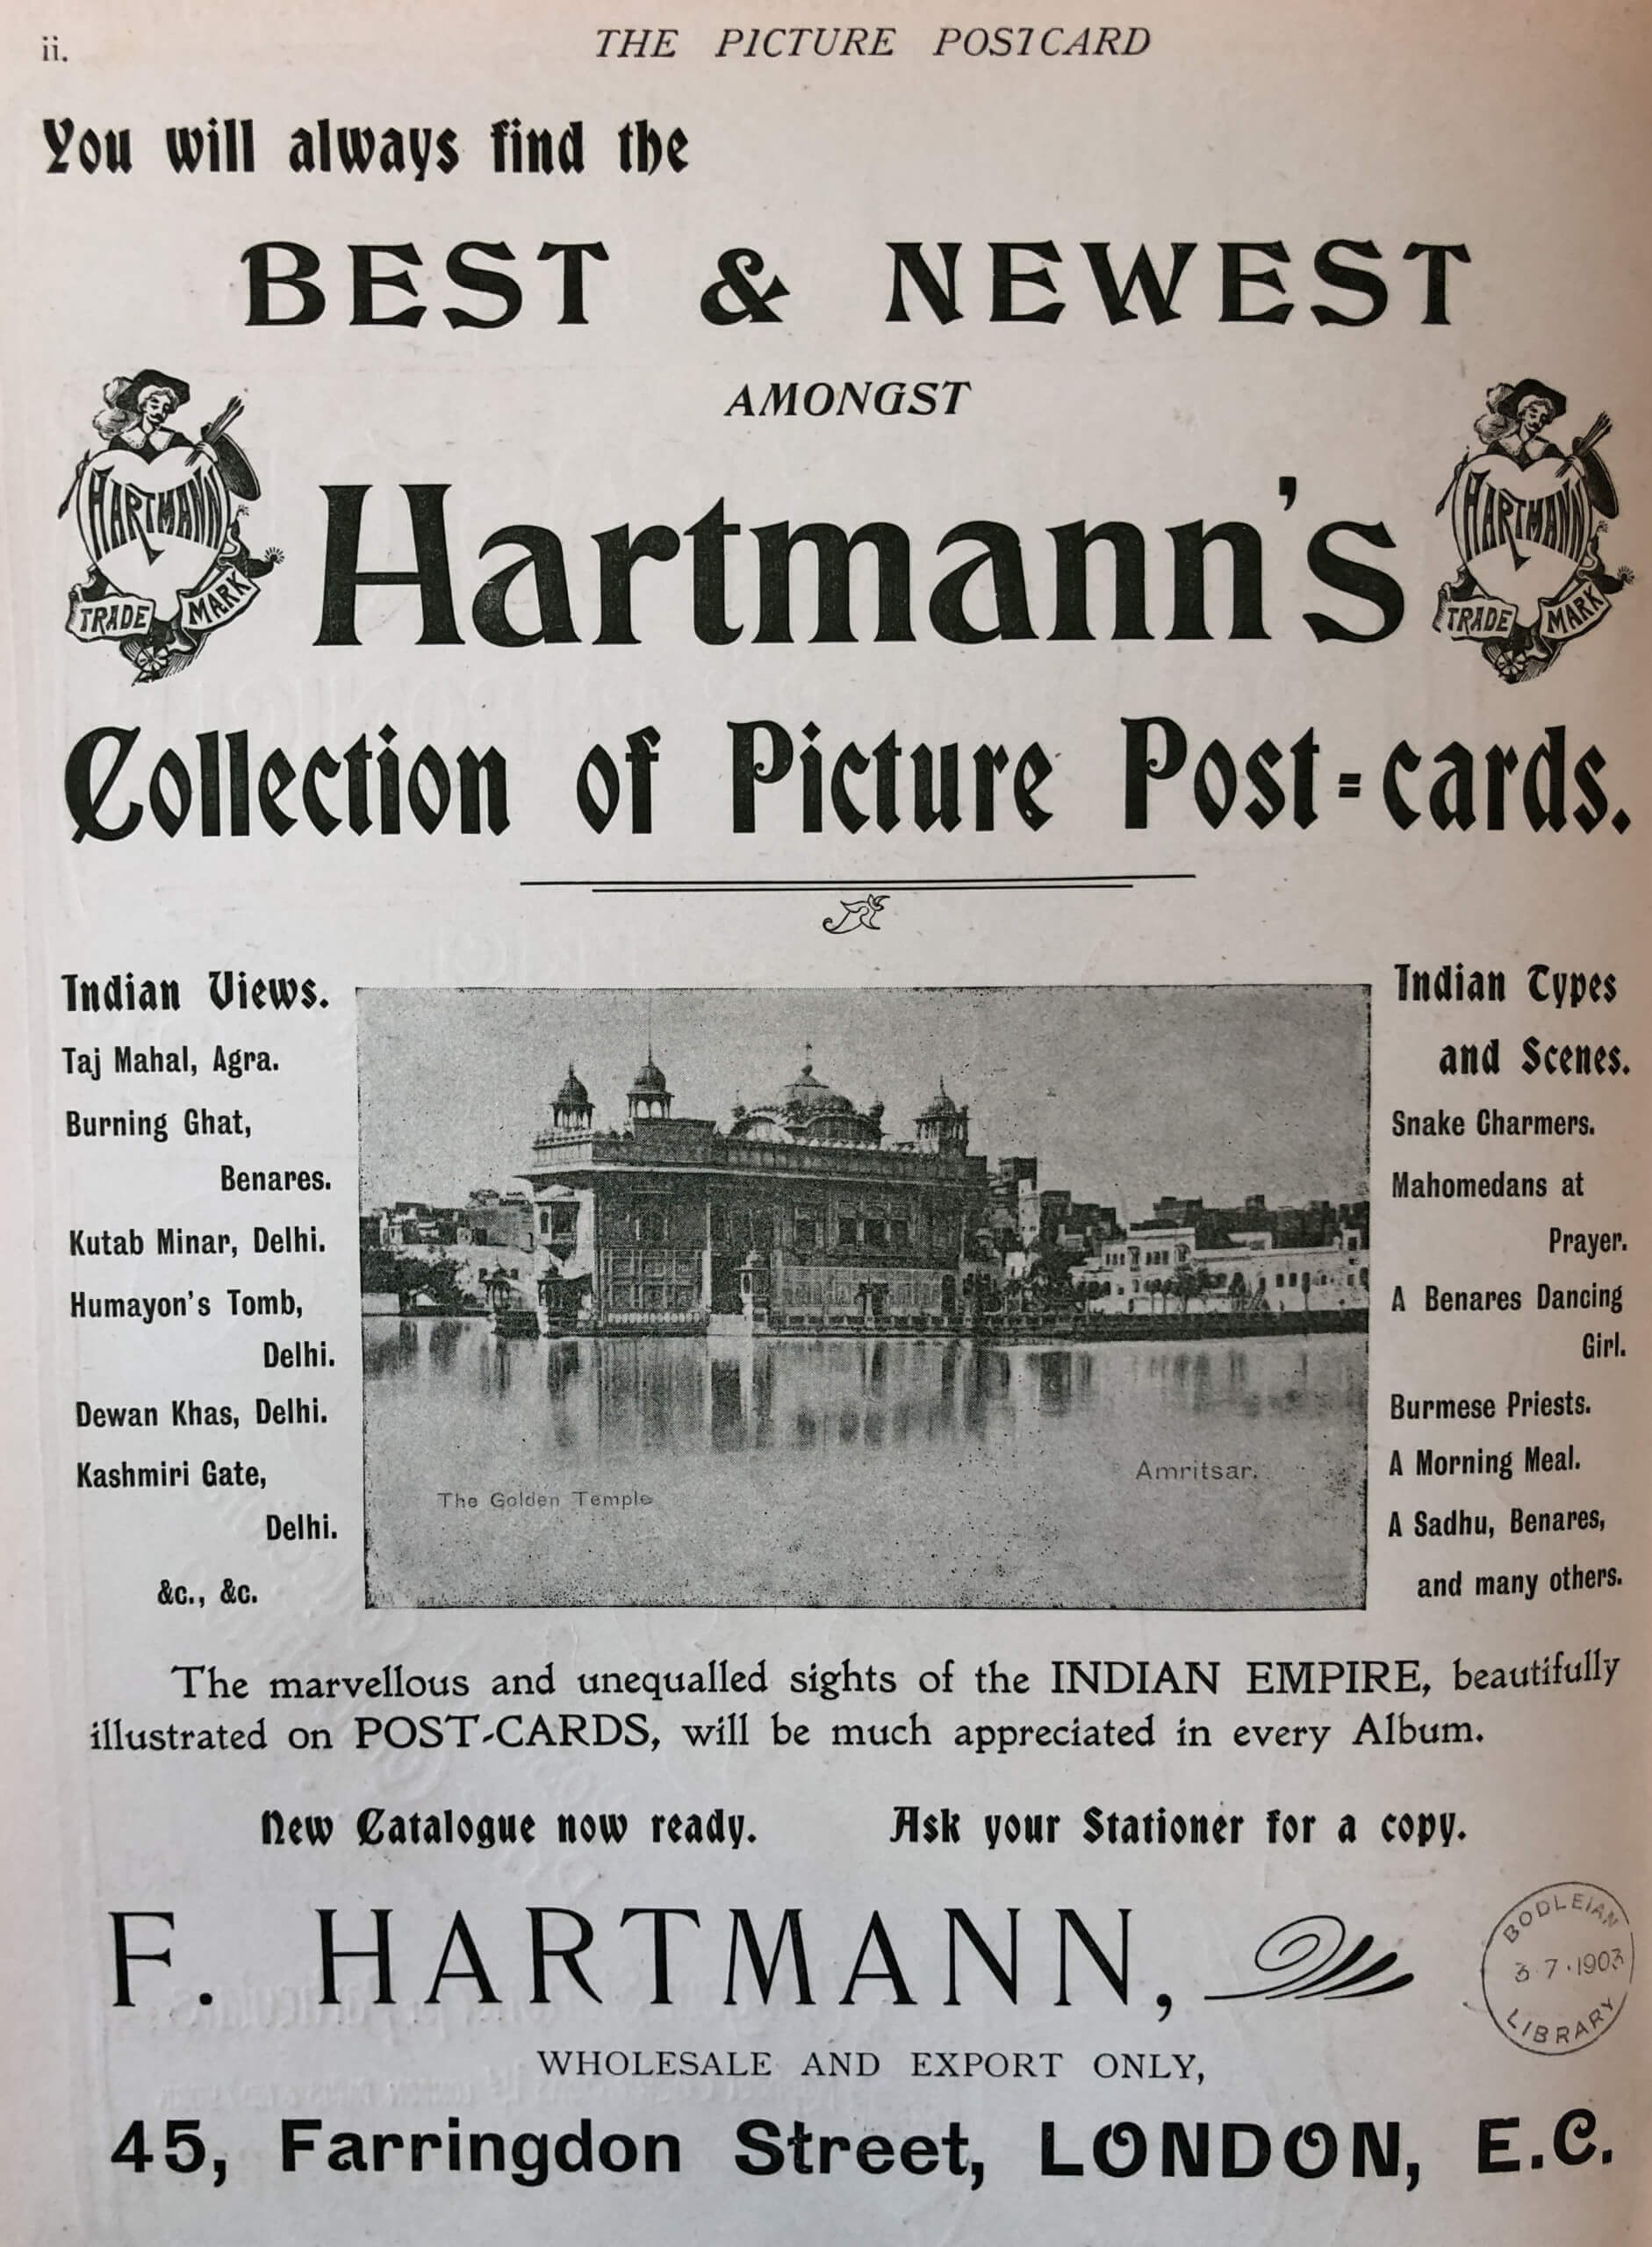 ii.
THE PICTURE POSTCARD
You will always find the
BEST & NEWEST
AMONGST
HARTMANN
TRADE MARK
Hartmann's
HARTMANN
TRADE MARK
Collection of Picture Post-cards.
Indian Views.
Taj Mahal, Agra.
Burning Ghat,
Benares.
Kutab Minar, Delhi.
Humayon's Tomb,
Delhi.
Dewan Khas, Delhi.
Kashmiri Gate,
Delhi.
&c., &c.
The Golden Temple
Amritsar.
Indian Types
and Scenes.
Snake Charmers.
Mahomedans at
Prayer.
A Benares Dancing
Girl.
Burmese Priests.
A Morning Meal.
A Sadhu, Benares,
and many others.
The marvellous and unequalled sights of the INDIAN EMPIRE, beautifully
illustrated on POST-CARDS, will be much appreciated in every Album.
New Catalogue now ready. Ask your Stationer for a copy.
F. HARTMANN,
BODLEIAN
3·7·1903
LIBRARY
WHOLESALE AND EXPORT ONLY,
45, Farringdon Street, LONDON, E.C.